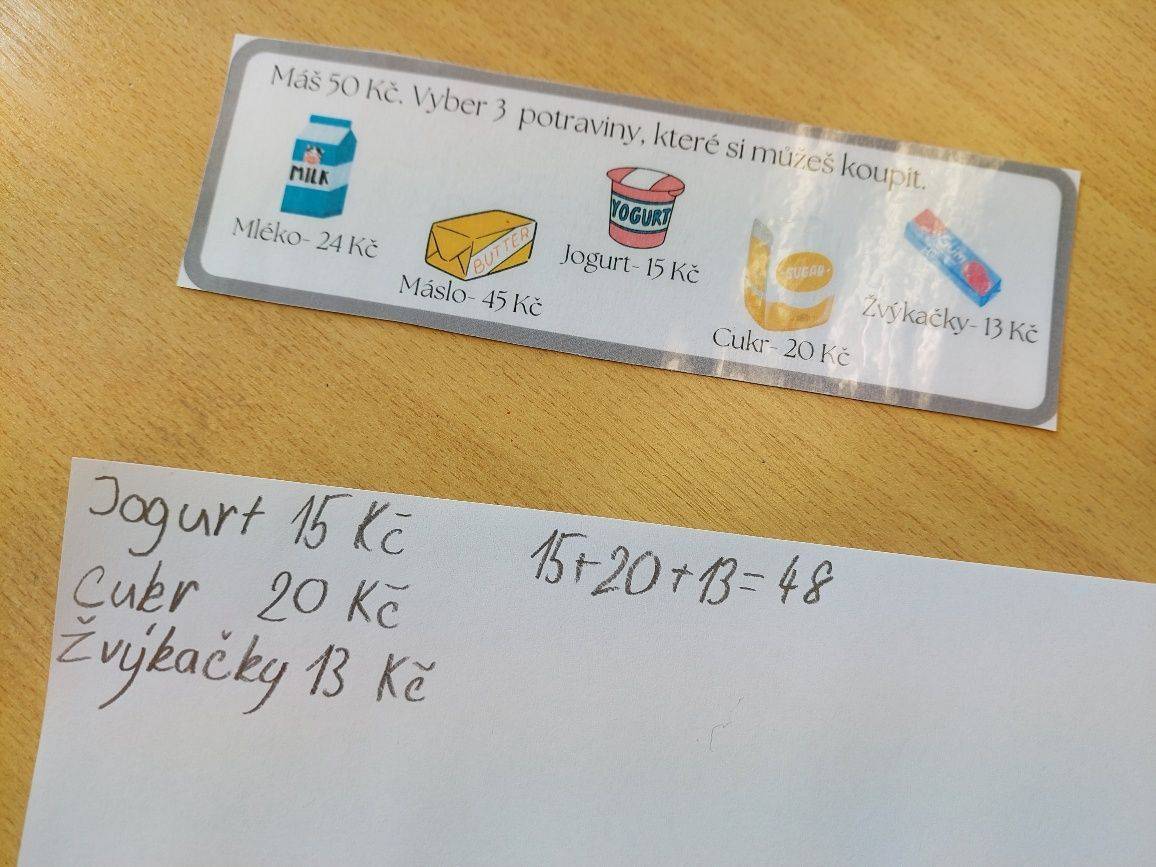 Máš 50 Kč. Vyber 3 potraviny, které si můžeš koupit.
MILK
Mléko- 24 Kč
BUTTER
Máslo- 45 Kč
YOGURT
Jogurt- 15 Kč
SUGAR
Cukr- 20 Kč
Žvýkačky- 13 Kč
Jogurt 15 Kč
Cukr 20 Kč
Žvýkačky 13 Kč
15+20+13=48